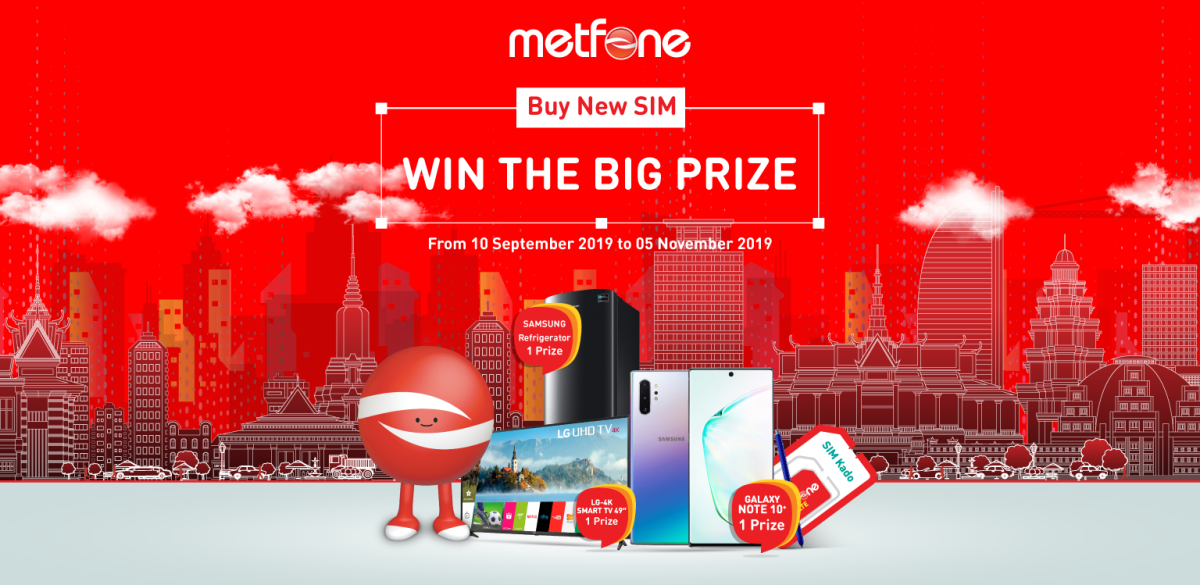 metfone
Buy New SIM
WIN THE BIG PRIZE
From 10 September 2019 to 05 November 2019
SAMSUNG
Refrigerator
1 Prize
LG UHD TV 4K
SAMSUNG
LG-4K
SMART TV 49"
1 Prize
GALAXY
NOTE 10+
1 Prize
SIM Kado